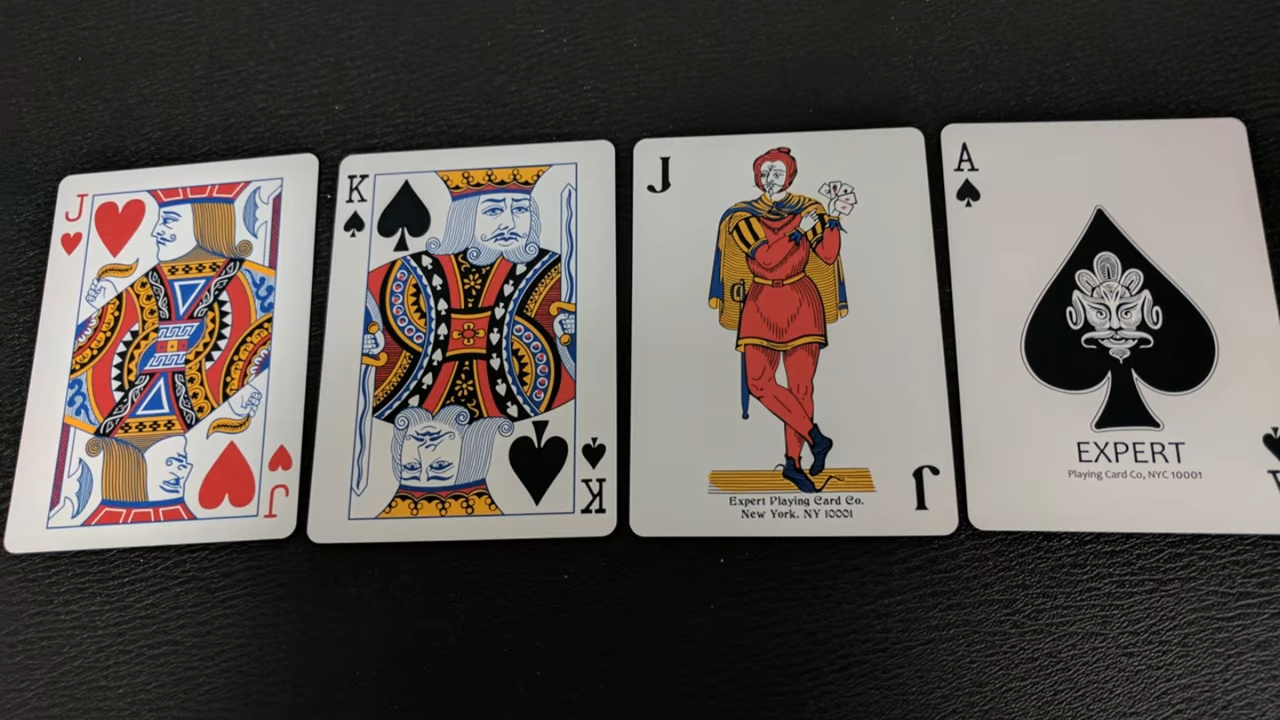 J
J
K
K
J
Expert Playing Card Co.
New York, NY 10001
J
A
EXPERT
Playing Card Co, NYC 10001
A